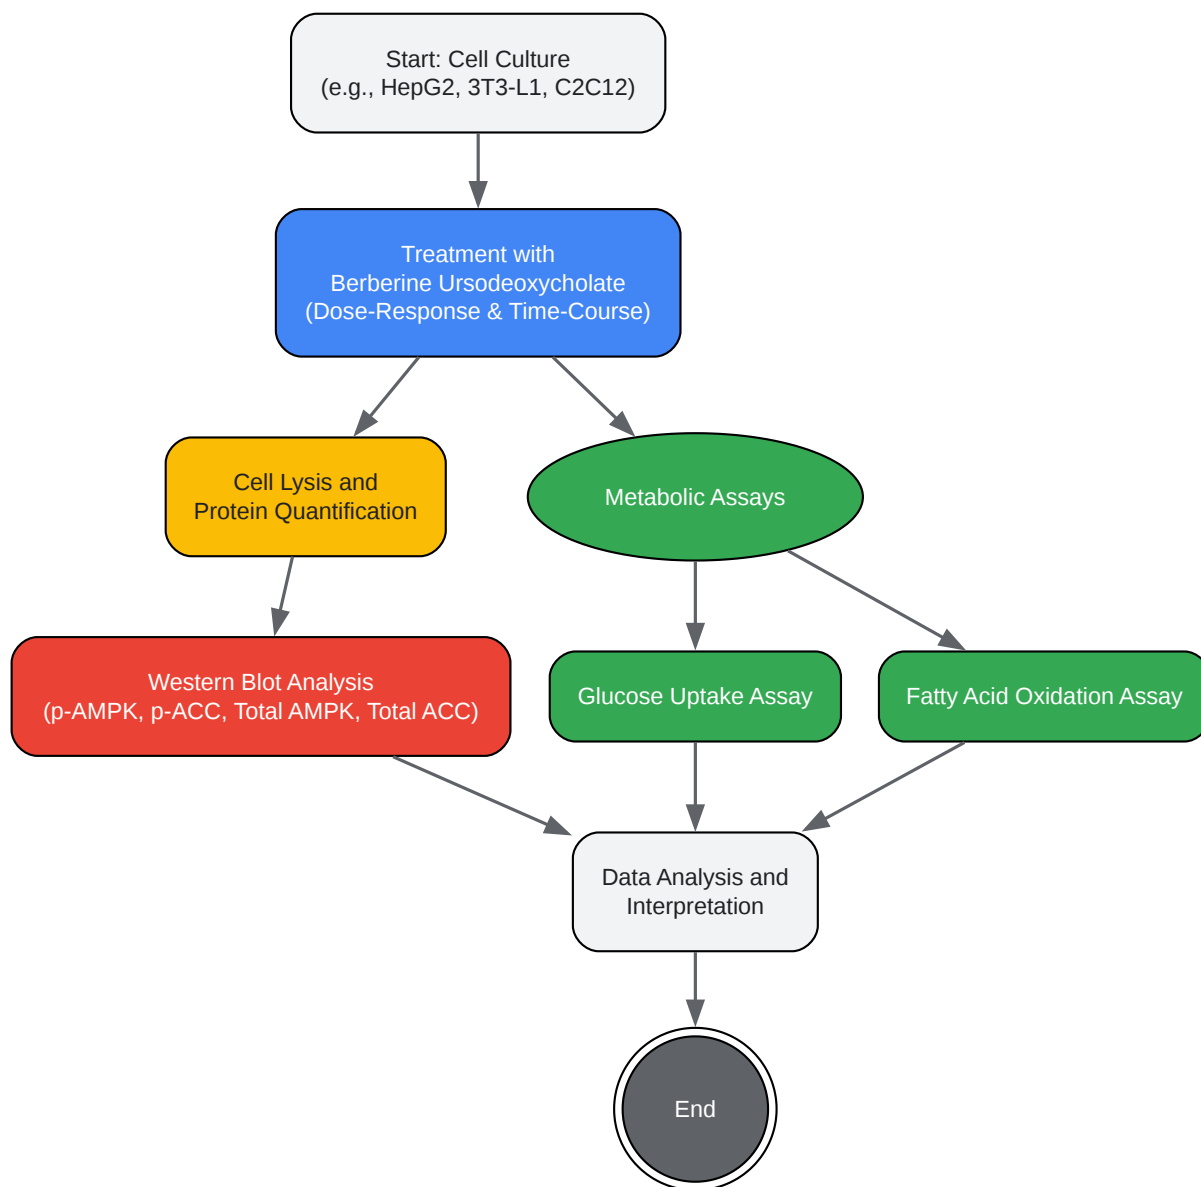 Start: Cell Culture
(e.g., HepG2, 3T3-L1, C2C12)
Treatment with
Berberine Ursodeoxycholate
(Dose-Response & Time-Course)
Cell Lysis and
Protein Quantification
Metabolic Assays
Western Blot Analysis
(p-AMPK, p-ACC, Total AMPK, Total ACC)
Glucose Uptake Assay
Fatty Acid Oxidation Assay
Data Analysis and
Interpretation
End